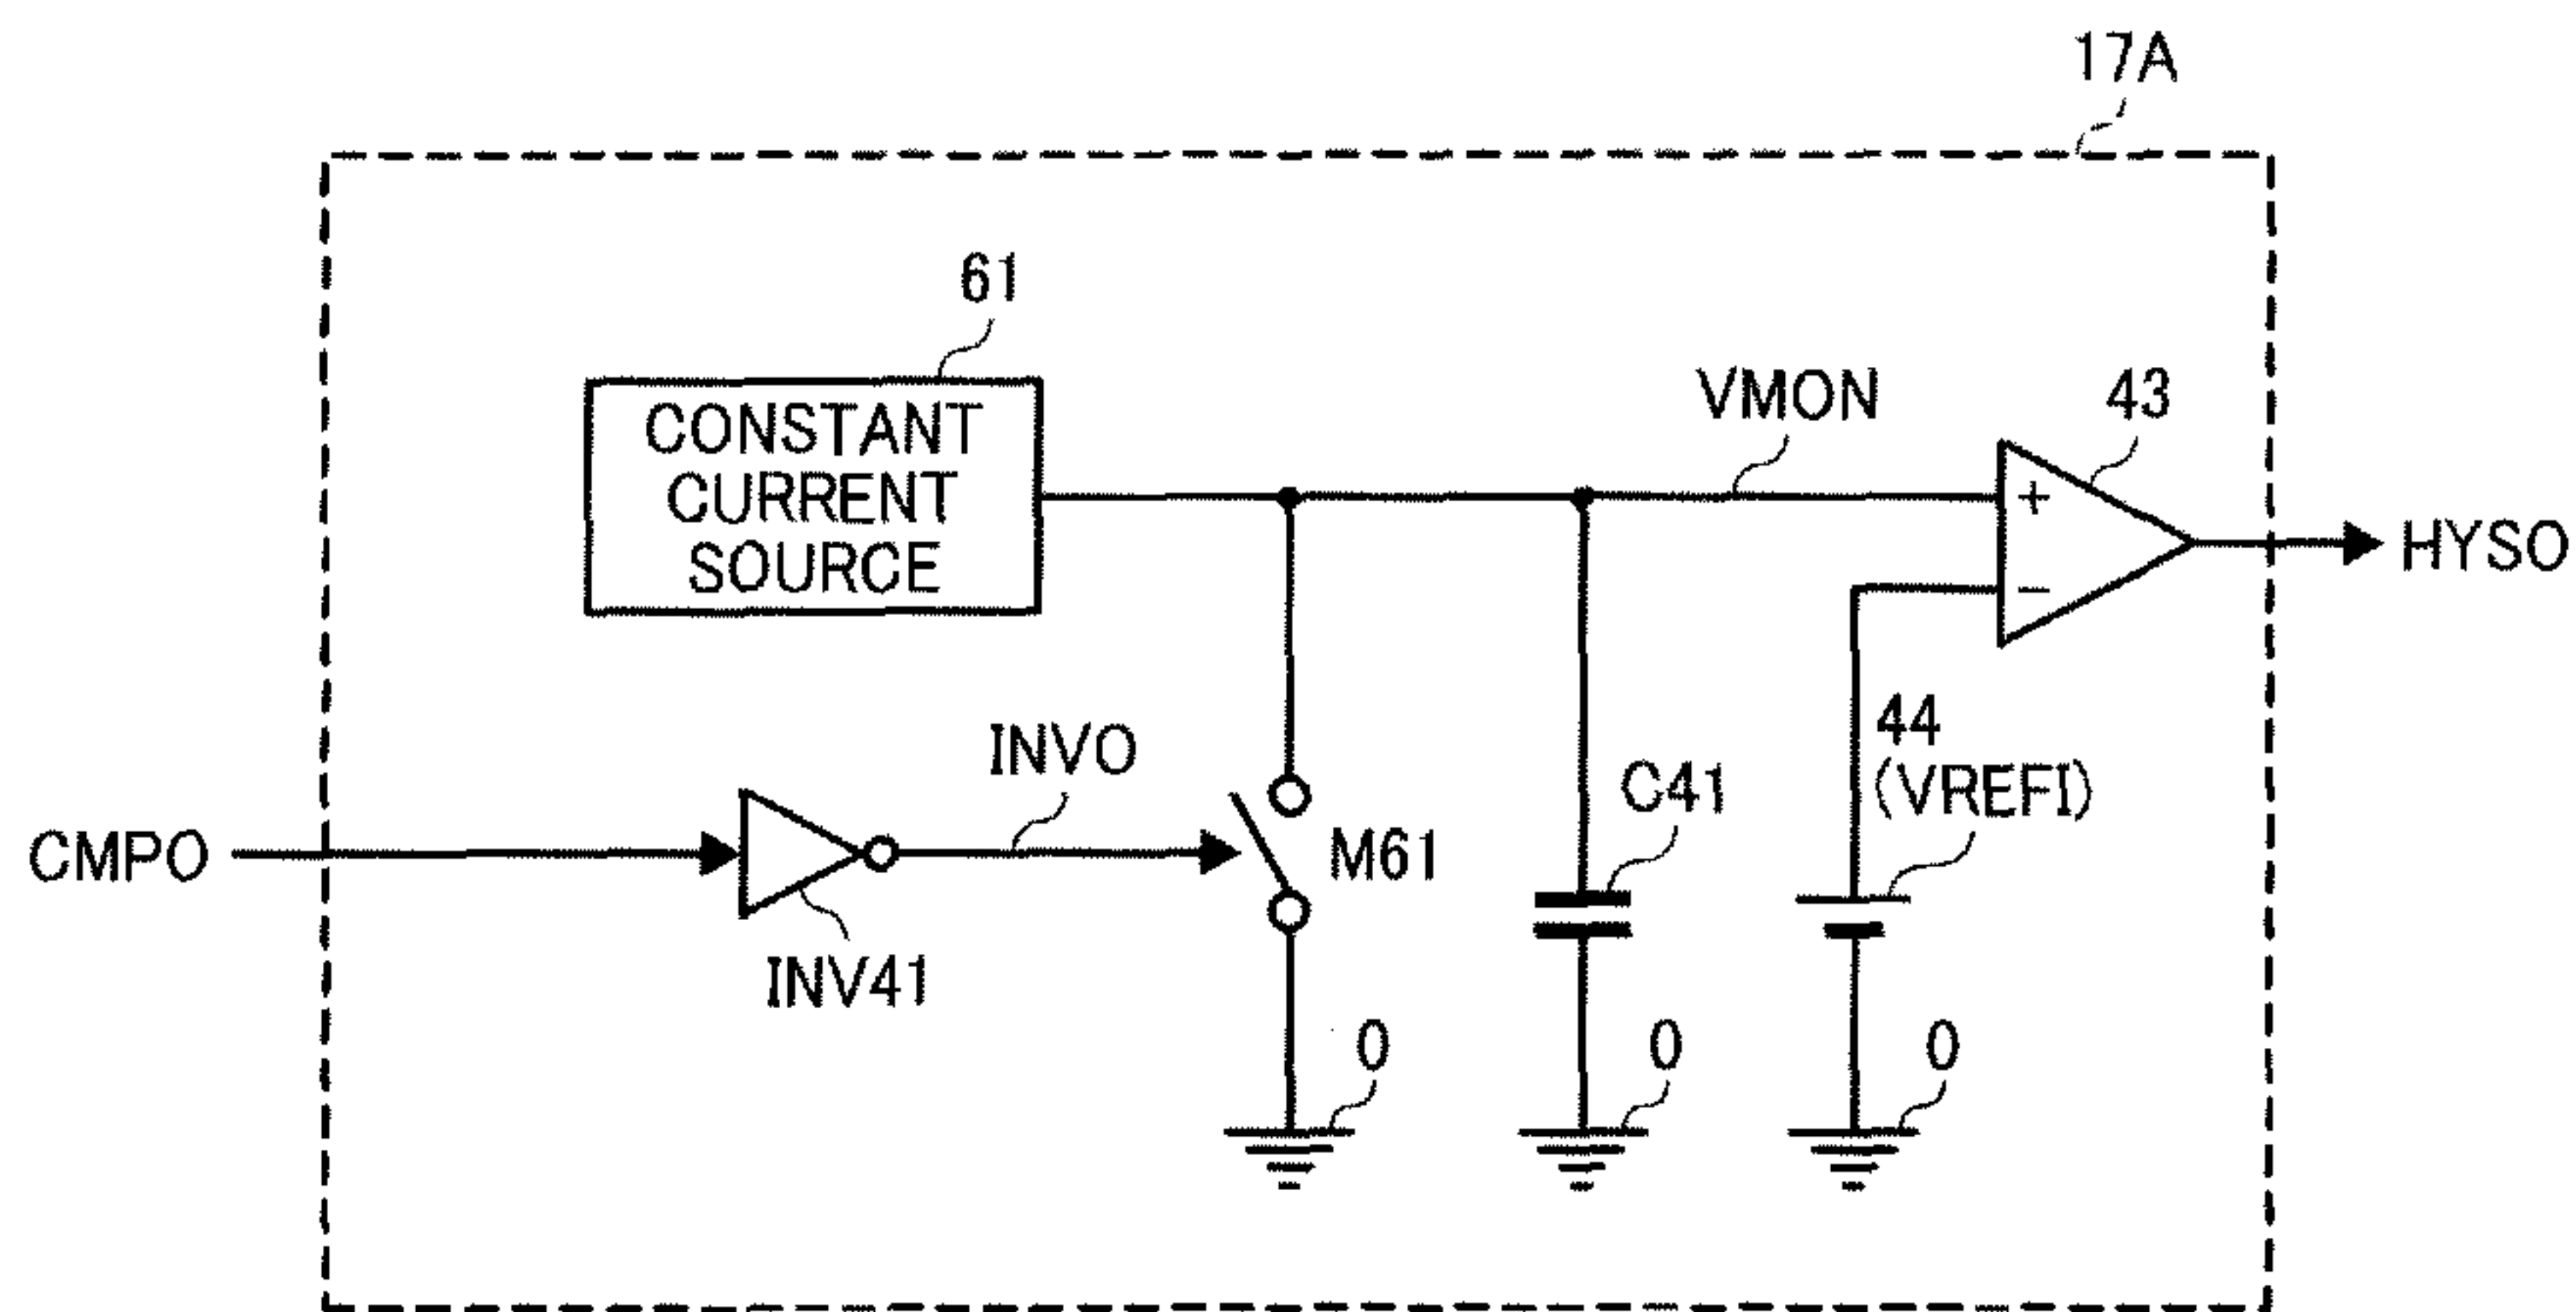 17A
61
CONSTANT
CURRENT
SOURCE
VMON
43
+
−
HYSO
44
(VREFI)
INVO
C41
CMPO
M61
INV41
0
0
0